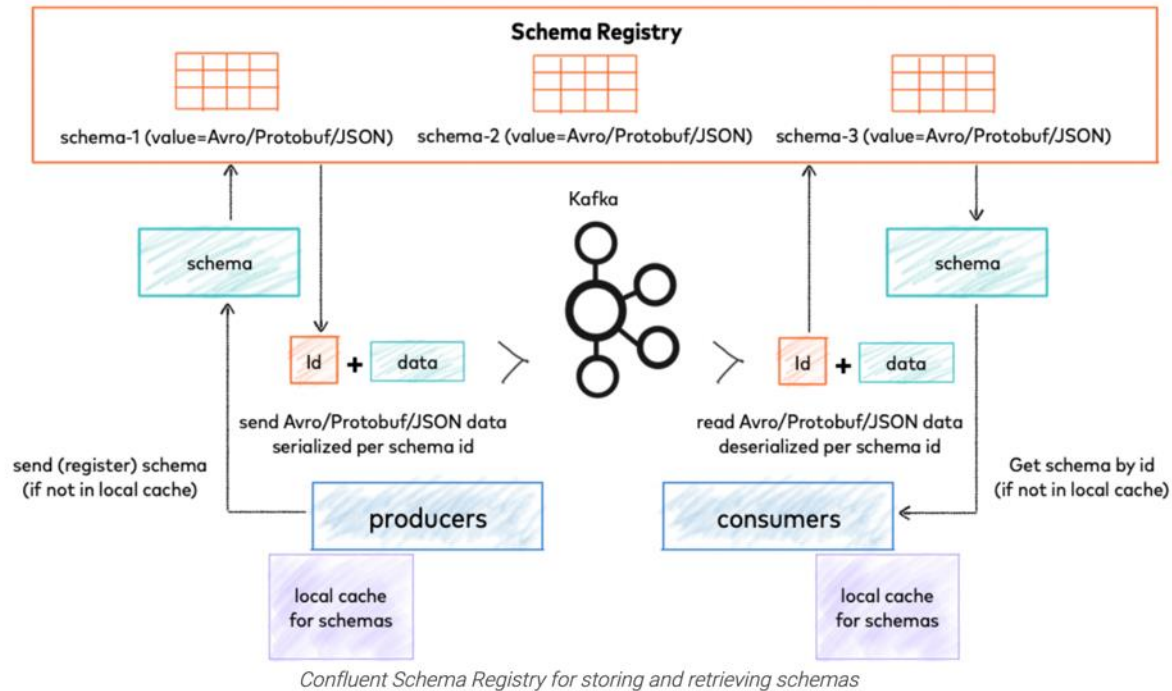 Schema Registry
schema-1 (value=Avro/Protobuf/JSON)
schema-2 (value=Avro/Protobuf/JSON)
schema-3 (value=Avro/Protobuf/JSON)
Kafka
schema
schema
Id + data
Id + data
send Avro/Protobuf/JSON data
serialized per schema id
read Avro/Protobuf/JSON data
deserialized per schema id
send (register) schema
(if not in local cache)
Get schema by id
(if not in local cache)
producers
consumers
local cache
for schemas
local cache
for schemas
Confluent Schema Registry for storing and retrieving schemas